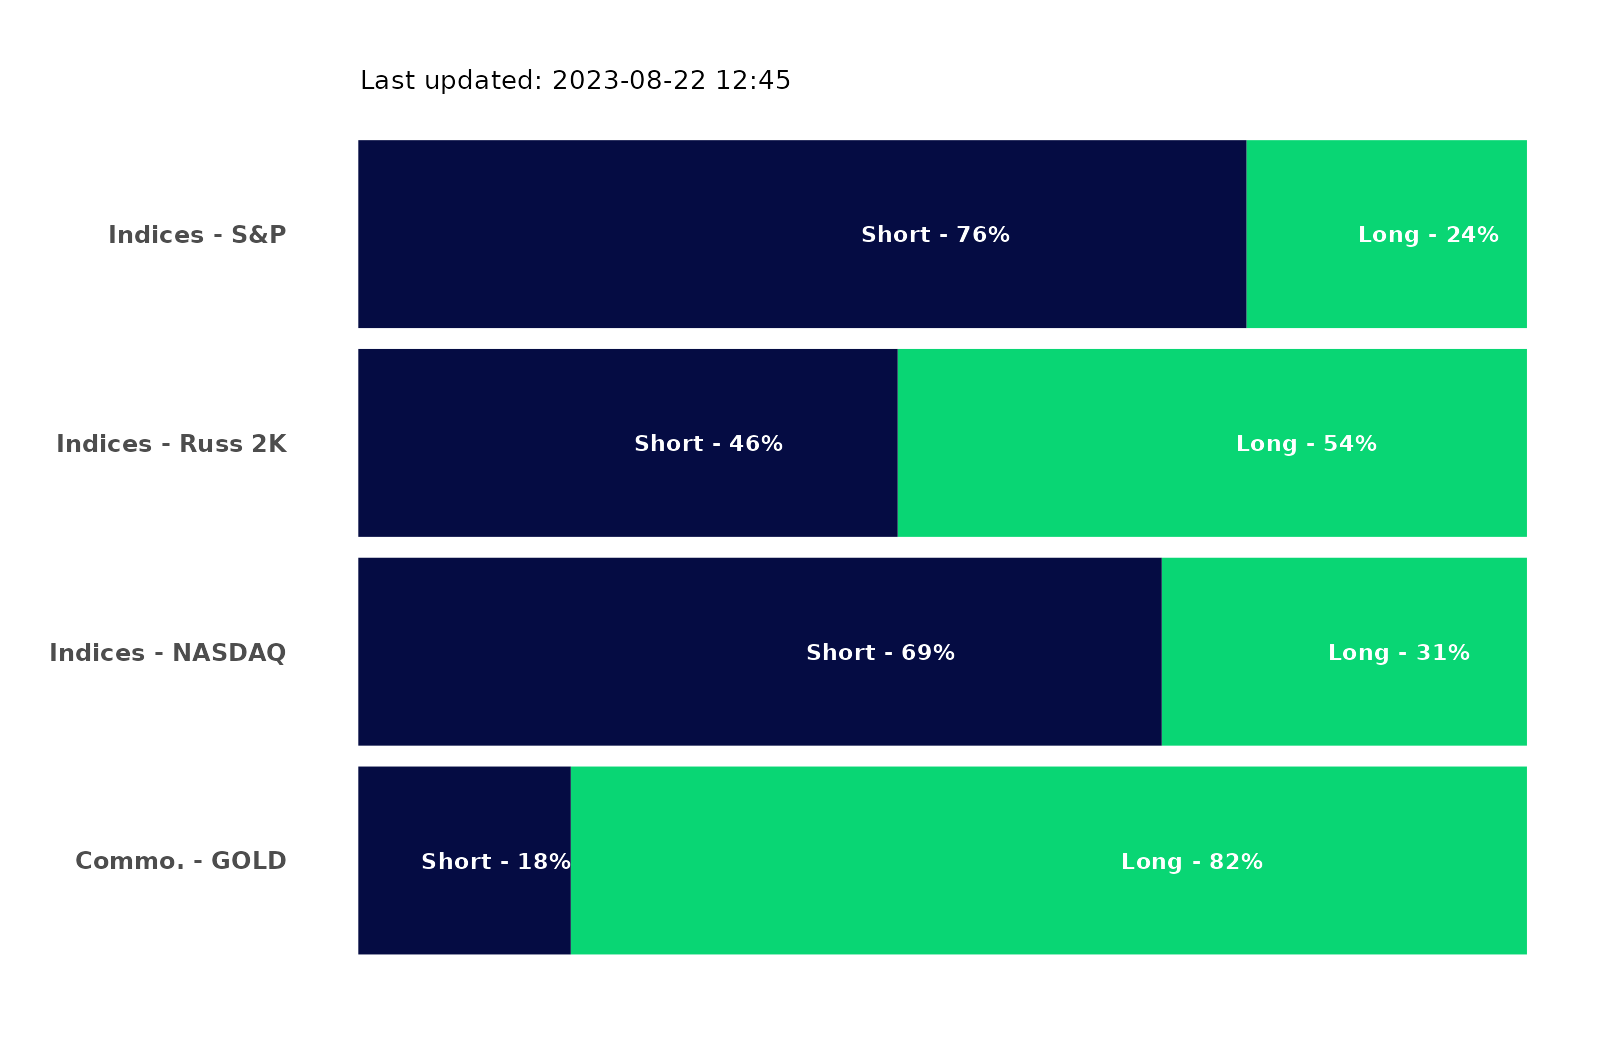 Last updated: 2023-08-22 12:45
Indices - S&P Short - 76% Long - 24%
Indices - Russ 2K Short - 46% Long - 54%
Indices - NASDAQ Short - 69% Long - 31%
Commo. - GOLD Short - 18% Long - 82%